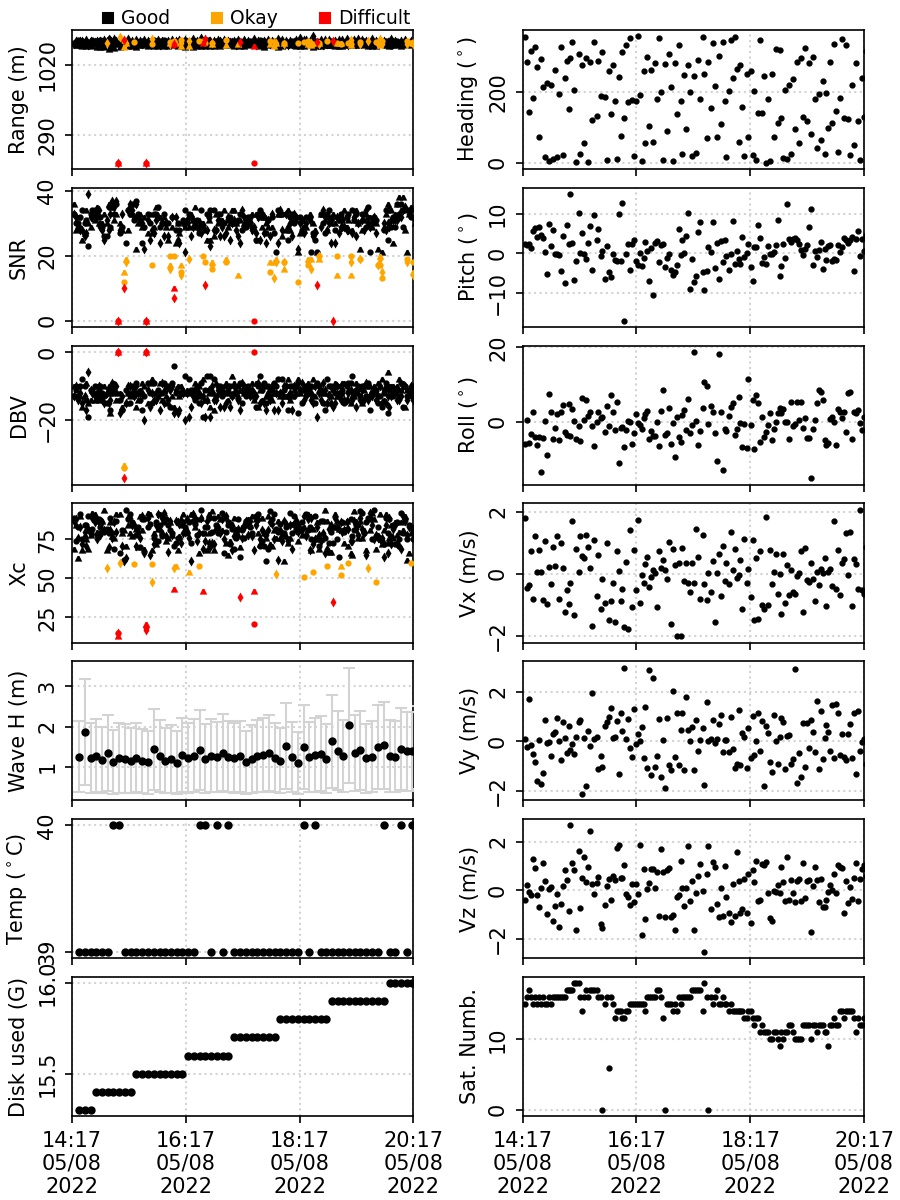 Good Okay Difficult
Range (m)
1020
290
Heading (°)
200
0
SNR
40
20
0
Pitch (°)
10
0
−10
DBV
0
−20
Roll (°)
20
0
Xc
75
50
25
Vx (m/s)
2
0
−2
Wave H (m)
3
2
1
Vy (m/s)
2
0
−2
Temp (°C)
40
39
Vz (m/s)
2
0
−2
Disk used (G)
16.0
15.5
Sat. Numb.
10
0
14:17 16:17 18:17 20:17
05/08 05/08 05/08 05/08
2022 2022 2022 2022
14:17 16:17 18:17 20:17
05/08 05/08 05/08 05/08
2022 2022 2022 2022